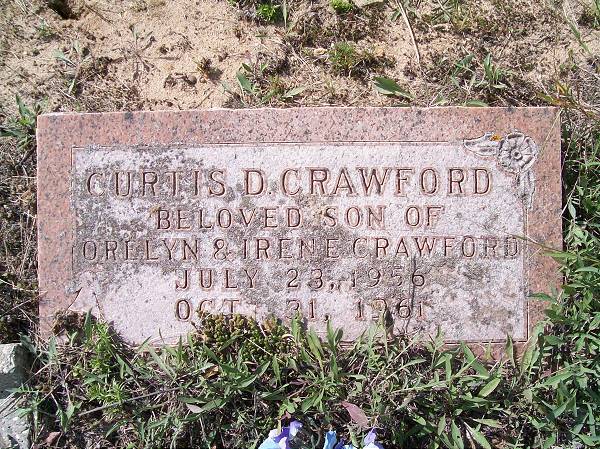 CURTIS D. CRAWFORD
BELOVED SON OF
ORELYN & IRENE CRAWFORD
JULY 23, 1956
OCT. 31, 1961